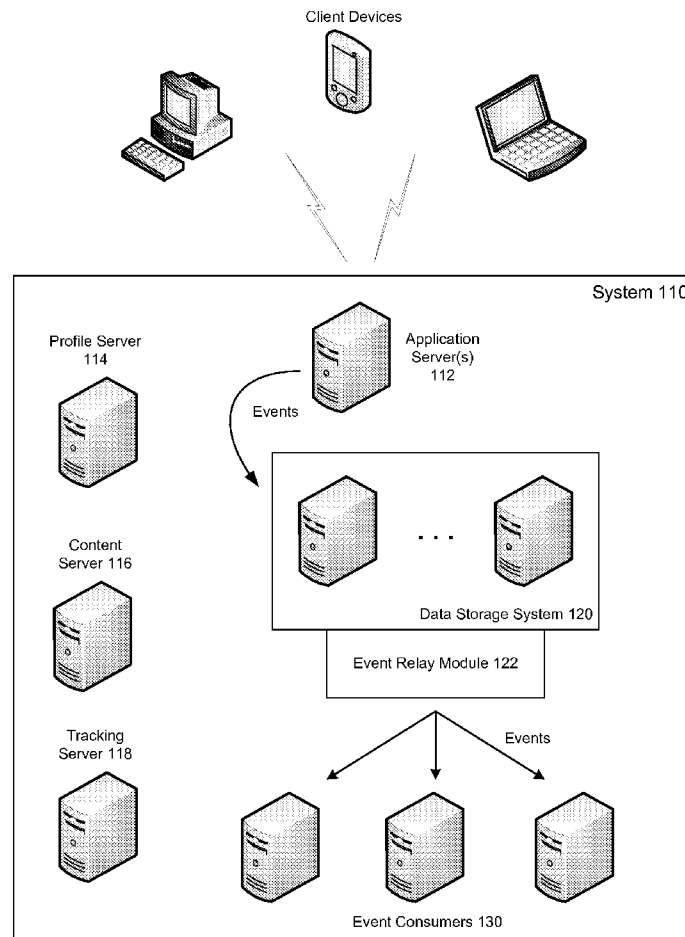 Client Devices
System 110
Profile Server
114
Application
Server(s)
112
Events
Content
Server 116
. . .
Data Storage System 120
Event Relay Module 122
Tracking
Server 118
Events
Event Consumers 130